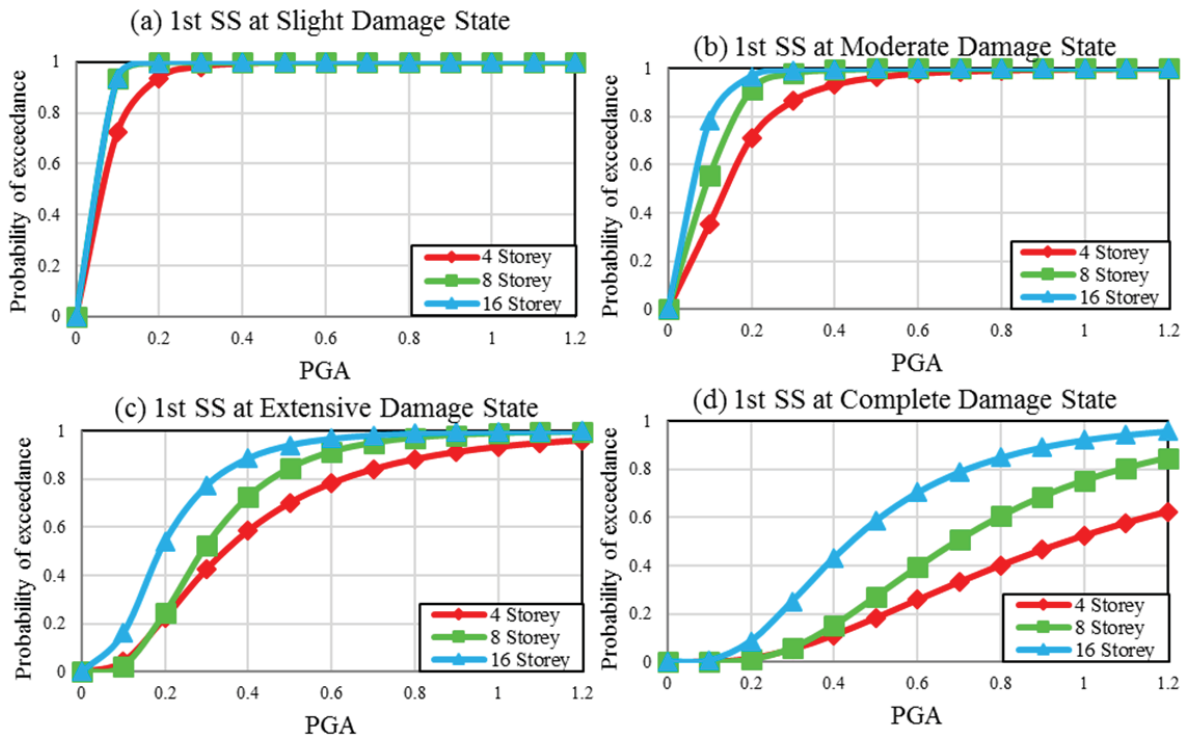 (a) 1st SS at Slight Damage State
Probability of exceedance
1
0.8
0.6
0.4
0.2
0
4 Storey
8 Storey
16 Storey
0 0.2 0.4 0.6 0.8 1 1.2
PGA
(b) 1st SS at Moderate Damage State
Probability of exceedance
1
0.8
0.6
0.4
0.2
0
4 Storey
8 Storey
16 Storey
0 0.2 0.4 0.6 0.8 1 1.2
PGA
(c) 1st SS at Extensive Damage State
Probability of exceedance
1
0.8
0.6
0.4
0.2
0
4 Storey
8 Storey
16 Storey
0 0.2 0.4 0.6 0.8 1 1.2
PGA
(d) 1st SS at Complete Damage State
Probability of exceedance
1
0.8
0.6
0.4
0.2
0
4 Storey
8 Storey
16 Storey
0 0.2 0.4 0.6 0.8 1 1.2
PGA